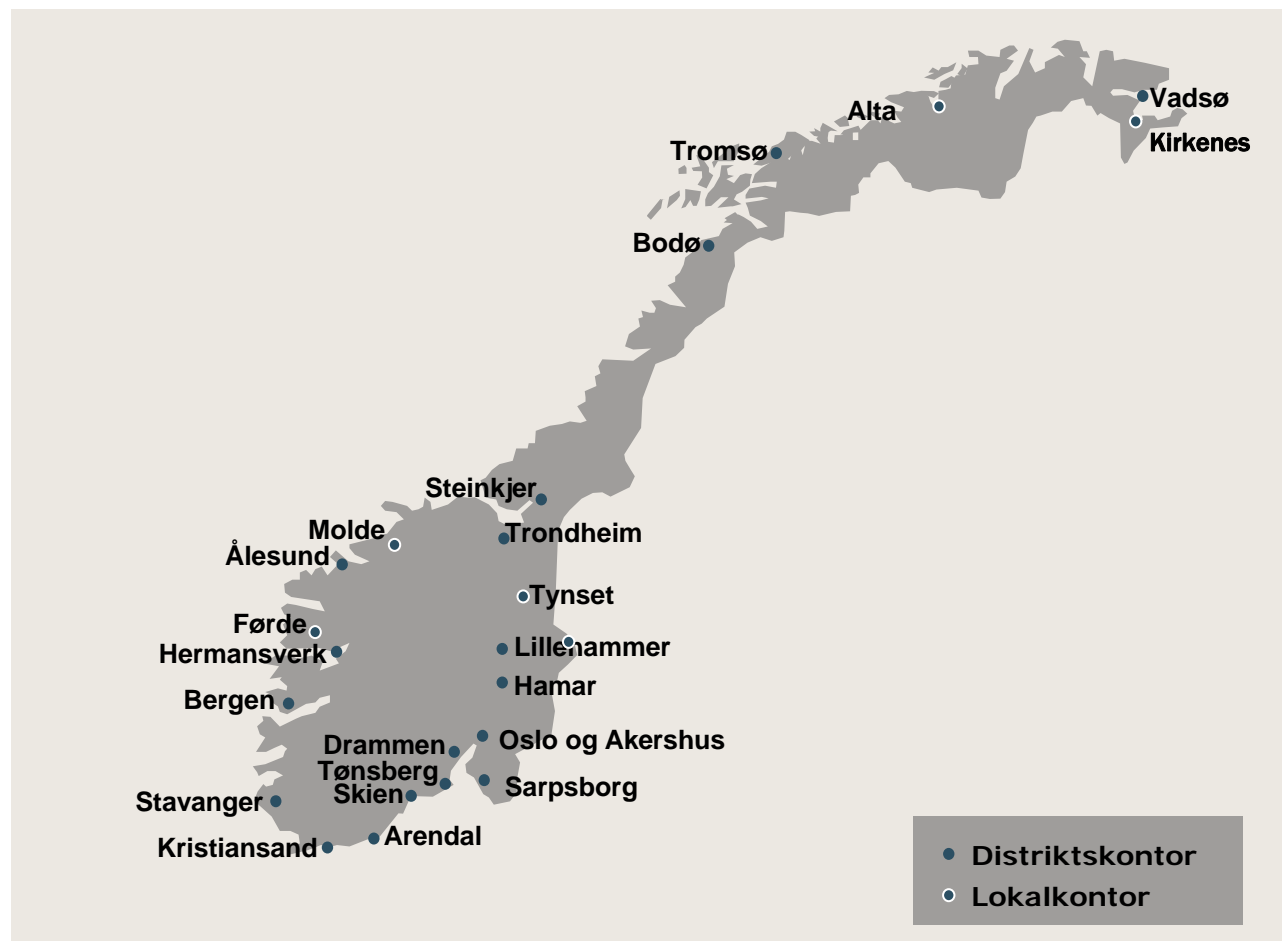 Vadsø
Alta
Kirkenes
Tromsø
Bodø
Steinkjer
Molde
Trondheim
Ålesund
Tynset
Førde
Lillehammer
Hermansverk
Hamar
Bergen
Oslo og Akershus
Drammen
Tønsberg
Sarpsborg
Skien
Stavanger
Arendal
Kristiansand
Distriktskontor
Lokalkontor